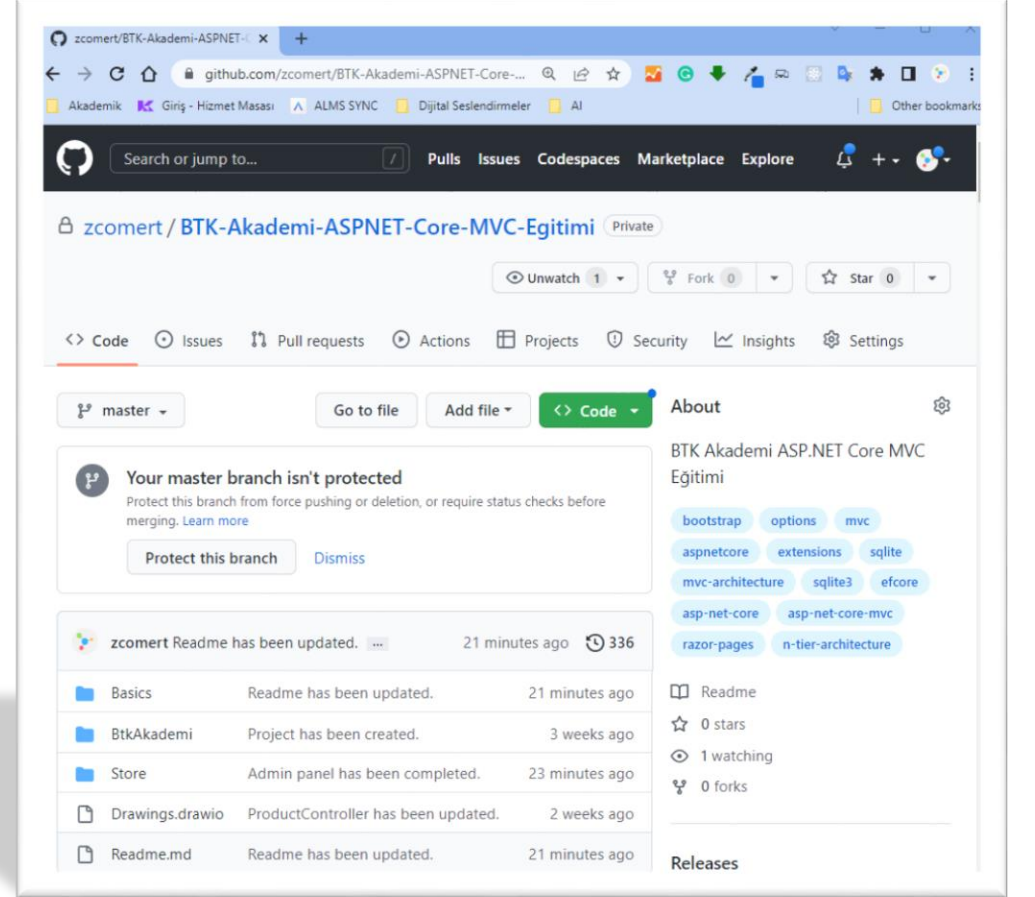 zcomert/BTK-Akademi-ASPNET-C
github.com/zcomert/BTK-Akademi-ASPNET-Core-...
Akademik Giriş - Hizmet Masası ALMS SYNC Dijital Seslendirmeler AI Other bookmarks
Search or jump to... / Pulls Issues Codespaces Marketplace Explore
zcomert / BTK-Akademi-ASPNET-Core-MVC-Egitimi Private
Unwatch 1 Fork 0 Star 0
Code Issues Pull requests Actions Projects Security Insights Settings
master Go to file Add file Code
Your master branch isn't protected
Protect this branch from force pushing or deletion, or require status checks before
merging. Learn more
Protect this branch Dismiss
zcomert Readme has been updated. ... 21 minutes ago 336
Basics Readme has been updated. 21 minutes ago
BtkAkademi Project has been created. 3 weeks ago
Store Admin panel has been completed. 23 minutes ago
Drawings.drawio ProductController has been updated. 2 weeks ago
Readme.md Readme has been updated. 21 minutes ago
About
BTK Akademi ASP.NET Core MVC
Eğitimi
bootstrap options mvc
aspnetcore extensions sqlite
mvc-architecture sqlite3 efcore
asp-net-core asp-net-core-mvc
razor-pages n-tier-architecture
Readme
0 stars
1 watching
0 forks
Releases